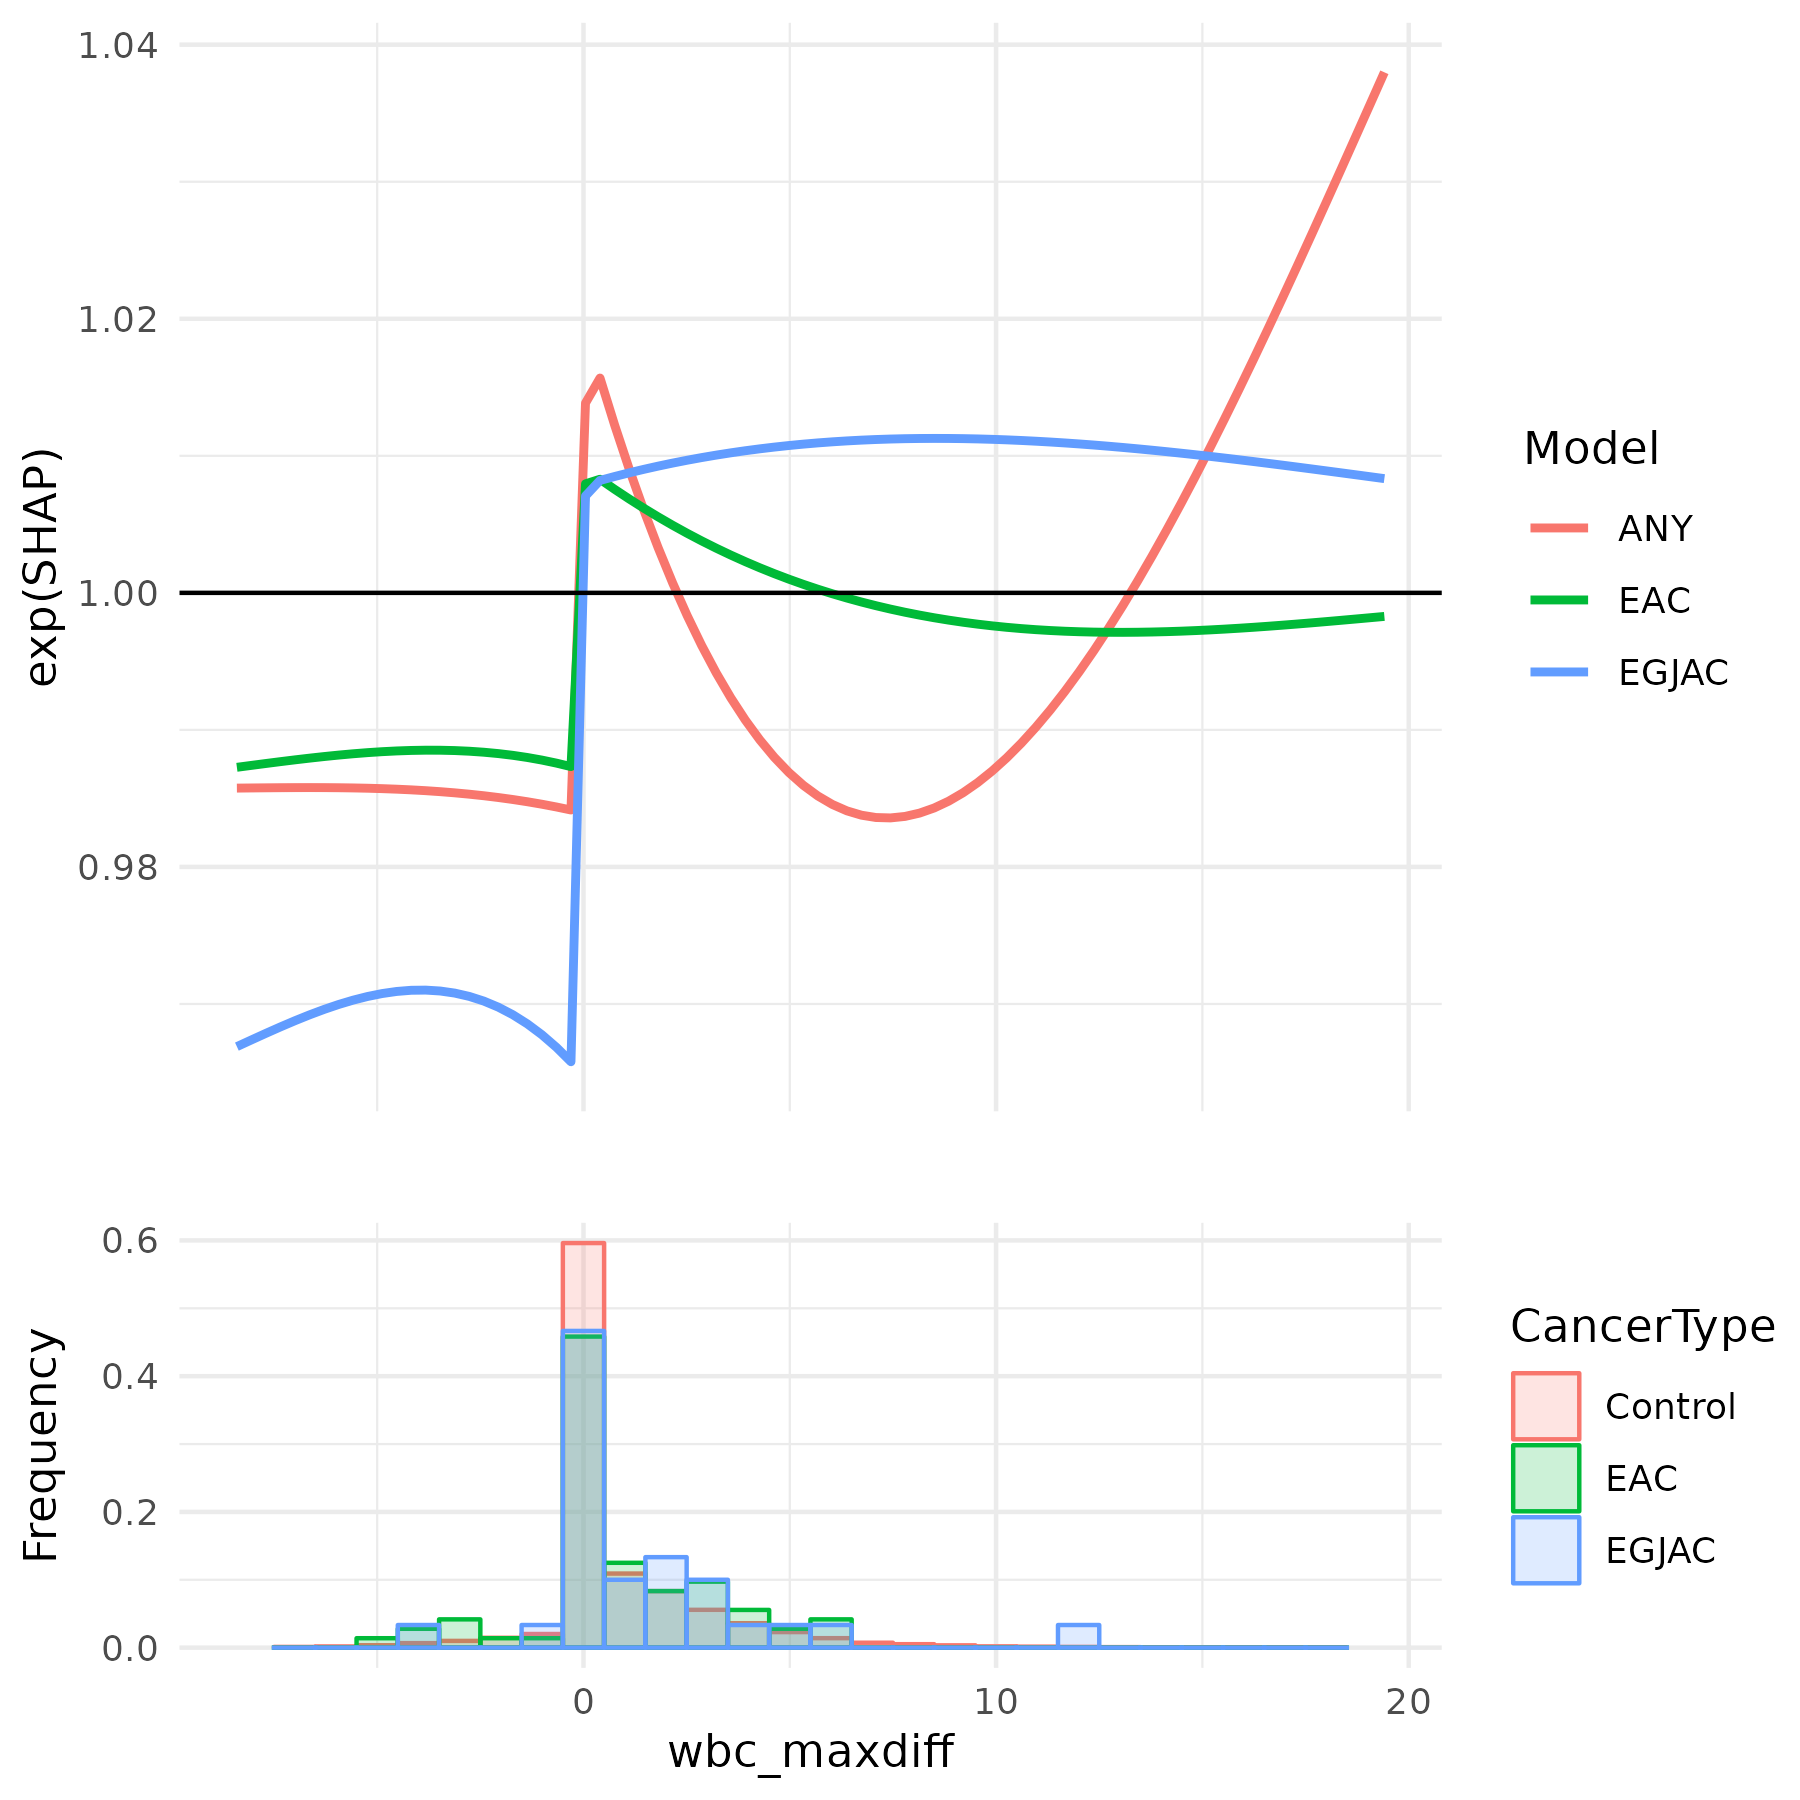 1.04
1.02
1.00
0.98
exp(SHAP)
Model
ANY
EAC
EGJAC
0.6
0.4
0.2
0.0
Frequency
0
10
20
wbc_maxdiff
CancerType
Control
EAC
EGJAC